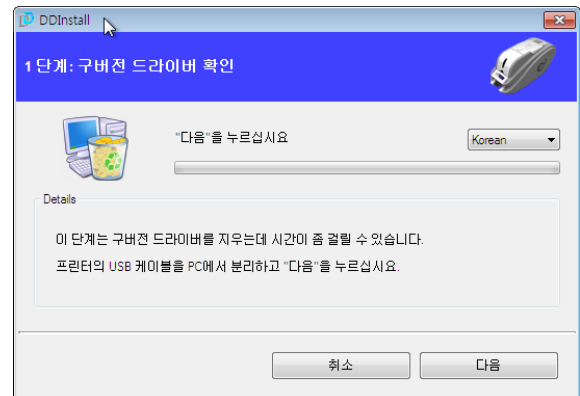 DDInstall
1단계: 구버전 드라이버 확인
"다음"을 누르십시요
Korean
Details
이 단계는 구버전 드라이버를 지우는데 시간이 좀 걸릴 수 있습니다.
프린터의 USB 케이블을 PC에서 분리하고 "다음"을 누르십시요.
취소
다음